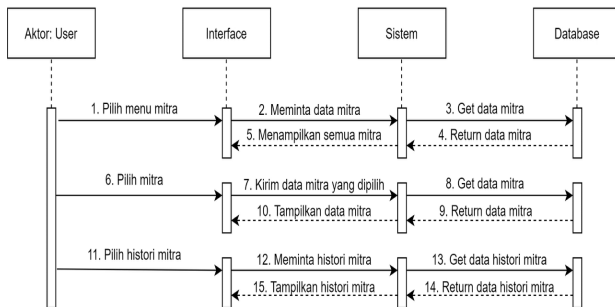 Aktor: User
Interface
Sistem
Database
1. Pilih menu mitra
2. Meminta data mitra
3. Get data mitra
4. Return data mitra
5. Menampilkan semua mitra
6. Pilih mitra
7. Kirim data mitra yang dipilih
8. Get data mitra
9. Return data mitra
10. Tampilkan data mitra
11. Pilih histori mitra
12. Meminta histori mitra
13. Get data histori mitra
14. Return data histori mitra
15. Tampilkan histori mitra